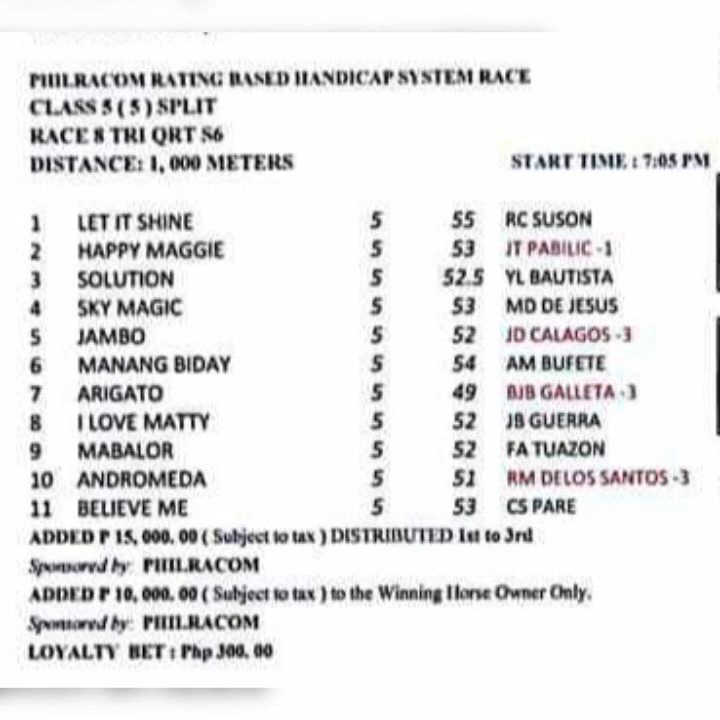 PHILRACOM RATING BASED HANDICAP SYSTEM RACE
CLASS 5 ( 5 ) SPLIT
RACE 8 TRI QRT S6
DISTANCE: 1, 000 METERS START TIME : 7:05 PM
1 LET IT SHINE 5 55 RC SUSON
2 HAPPY MAGGIE 5 53 JT PABILIC -1
3 SOLUTION 5 52.5 YL BAUTISTA
4 SKY MAGIC 5 53 MD DE JESUS
5 JAMBO 5 52 JD CALAGOS -3
6 MANANG BIDAY 5 54 AM BUFETE
7 ARIGATO 5 49 BJB GALLETA -3
8 I LOVE MATTY 5 52 JB GUERRA
9 MABALOR 5 52 FA TUAZON
10 ANDROMEDA 5 51 RM DELOS SANTOS -3
11 BELIEVE ME 5 53 CS PARE
ADDED P 15, 000. 00 ( Subject to tax ) DISTRIBUTED 1st to 3rd
Sponsored by: PHILRACOM
ADDED P 10, 000. 00 ( Subject to tax ) to the Winning Horse Owner Only.
Sponsored by: PHILRACOM
LOYALTY BET : Php 300. 00